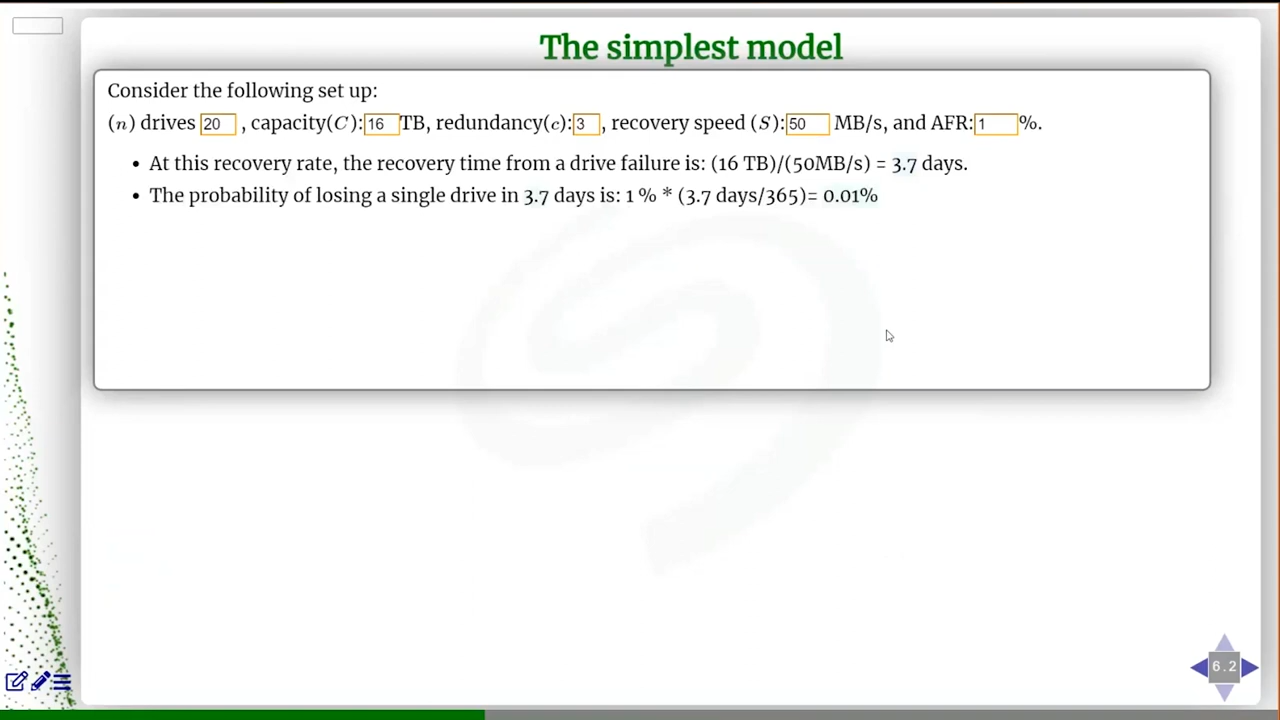 The simplest model
Consider the following set up:
(n) drives 20 , capacity(C): 16 TB, redundancy(c): 3 , recovery speed (S): 50 MB/s, and AFR: 1 %.
• At this recovery rate, the recovery time from a drive failure is: (16 TB)/(50MB/s) = 3.7 days.
• The probability of losing a single drive in 3.7 days is: 1 % * (3.7 days/365)= 0.01%
6.2